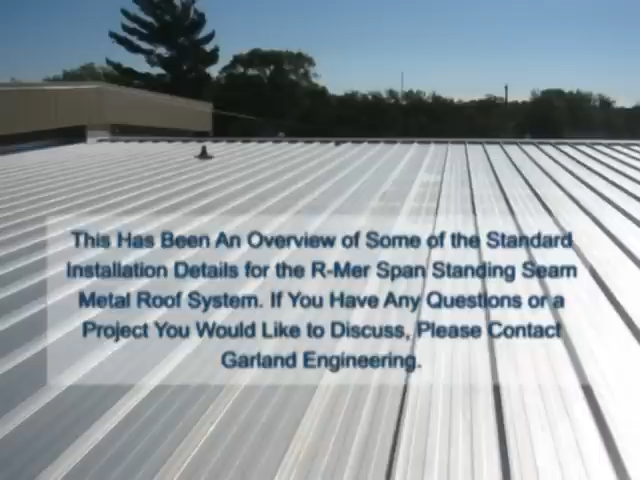 This Has Been An Overview of Some of the Standard
Installation Details for the R-Mer Span Standing Seam
Metal Roof System. If You Have Any Questions or a
Project You Would Like to Discuss, Please Contact
Garland Engineering.